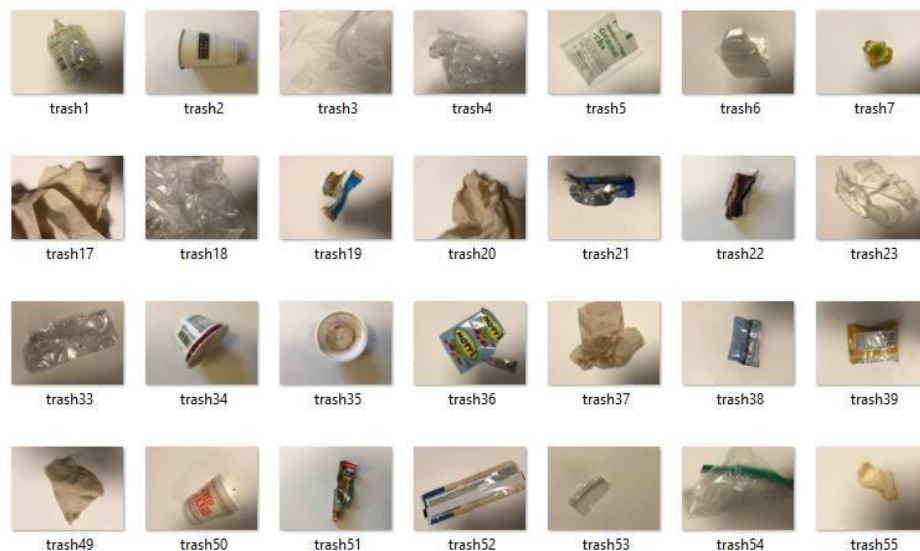 trash1 trash2 trash3 trash4 trash5 trash6 trash7
trash17 trash18 trash19 trash20 trash21 trash22 trash23
trash33 trash34 trash35 trash36 trash37 trash38 trash39
trash49 trash50 trash51 trash52 trash53 trash54 trash55